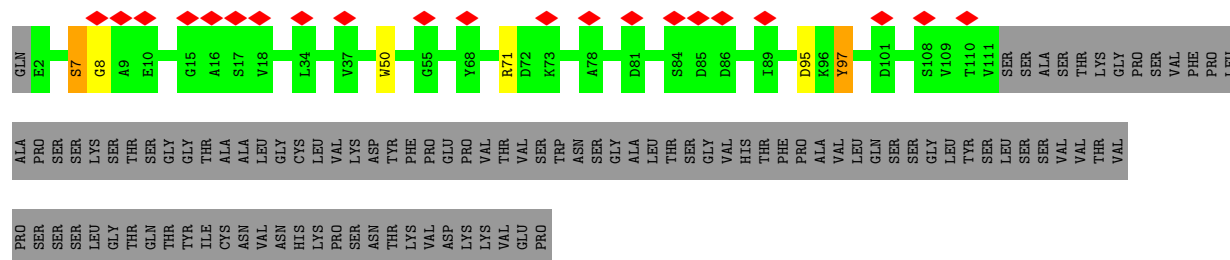 GLN E2 S7 G8 A9 E10 G15 A16 S17 V18 L34 V37 W50 G55 Y68 R71 D72 K73 A78 D81 S84 D85 D86 I89 D95 K96 Y97 D101 S108 V109 T110 V111 SER SER ALA SER THR LYS GLY PRO SER VAL PHE PRO LEU
ALA PRO SER SER LYS SER THR SER GLY GLY THR ALA ALA LEU GLY CYS LEU VAL LYS ASP TYR PHE PRO GLU PRO VAL THR VAL SER TRP ASN SER GLY ALA LEU THR SER GLY VAL HIS THR PHE PRO ALA VAL LEU GLN SER SER GLY LEU TYR SER LEU SER SER VAL VAL THR VAL
PRO SER SER SER LEU GLY THR GLN THR TYR ILE CYS ASN VAL ASN HIS LYS PRO SER ASN THR LYS VAL ASP LYS LYS VAL GLU PRO